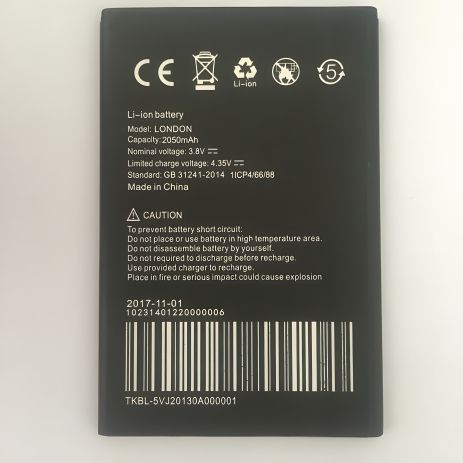 CE
Li-ion
5
Li-ion battery
Model: LONDON
Capacity: 2050mAh
Nominal voltage: 3.8V
Limited charge voltage: 4.35V
Standard: GB 31241-2014 1ICP4/66/88
Made in China
CAUTION
To prevent battery short circuit:
Do not place or use battery in high temperature area.
Do not disassemble battery by yourself.
Do not required to discharge before recharge.
Use provided charger to recharge.
Place in fire or serious impact could cause explosion
2017-11-01
10231401220000006
TKBL-5VJ20130A000001